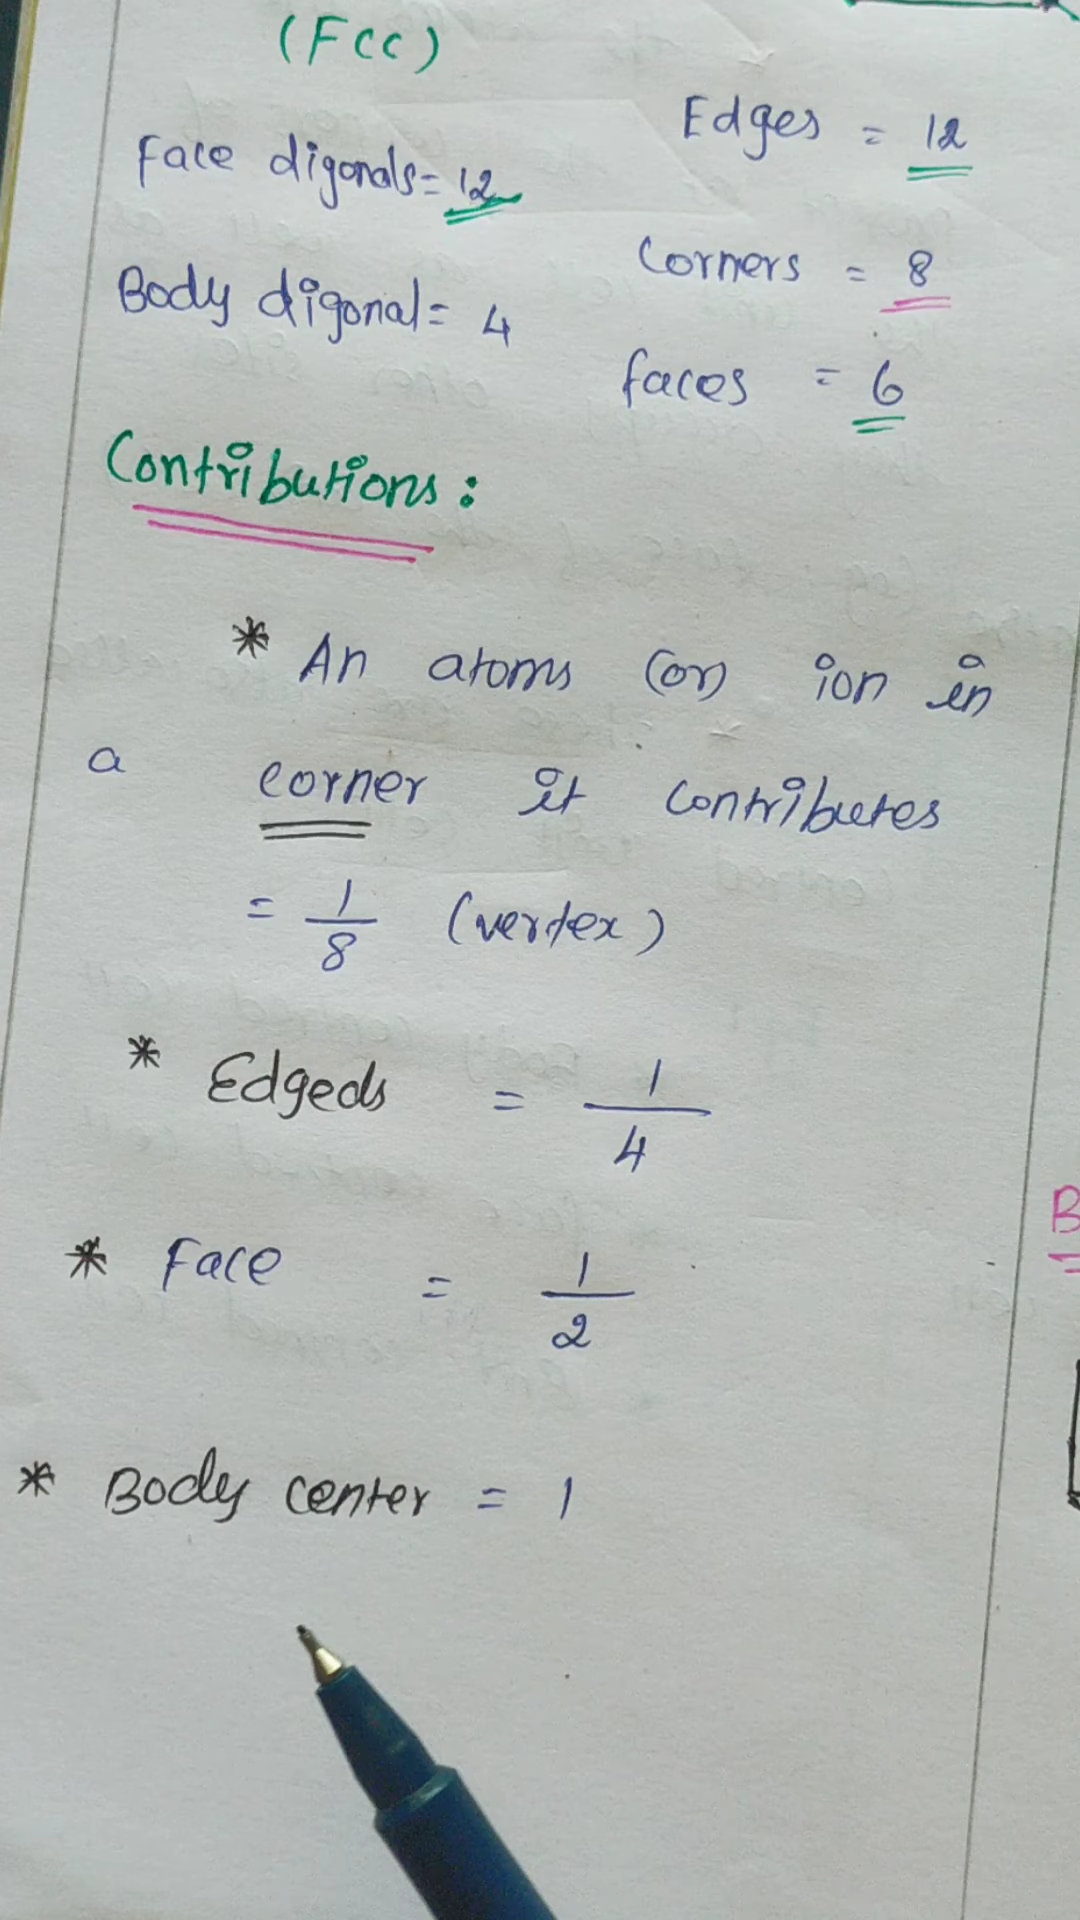 (Fcc)
Face digonals = 12
Edges = 12
Body digonal = 4
Corners = 8
faces = 6
Contributions :
* An atoms (or) ion in
a corner it contributes
= 1/8 (vertex)
* Edgeds = 1/4
* Face = 1/2
* Body center = 1
B